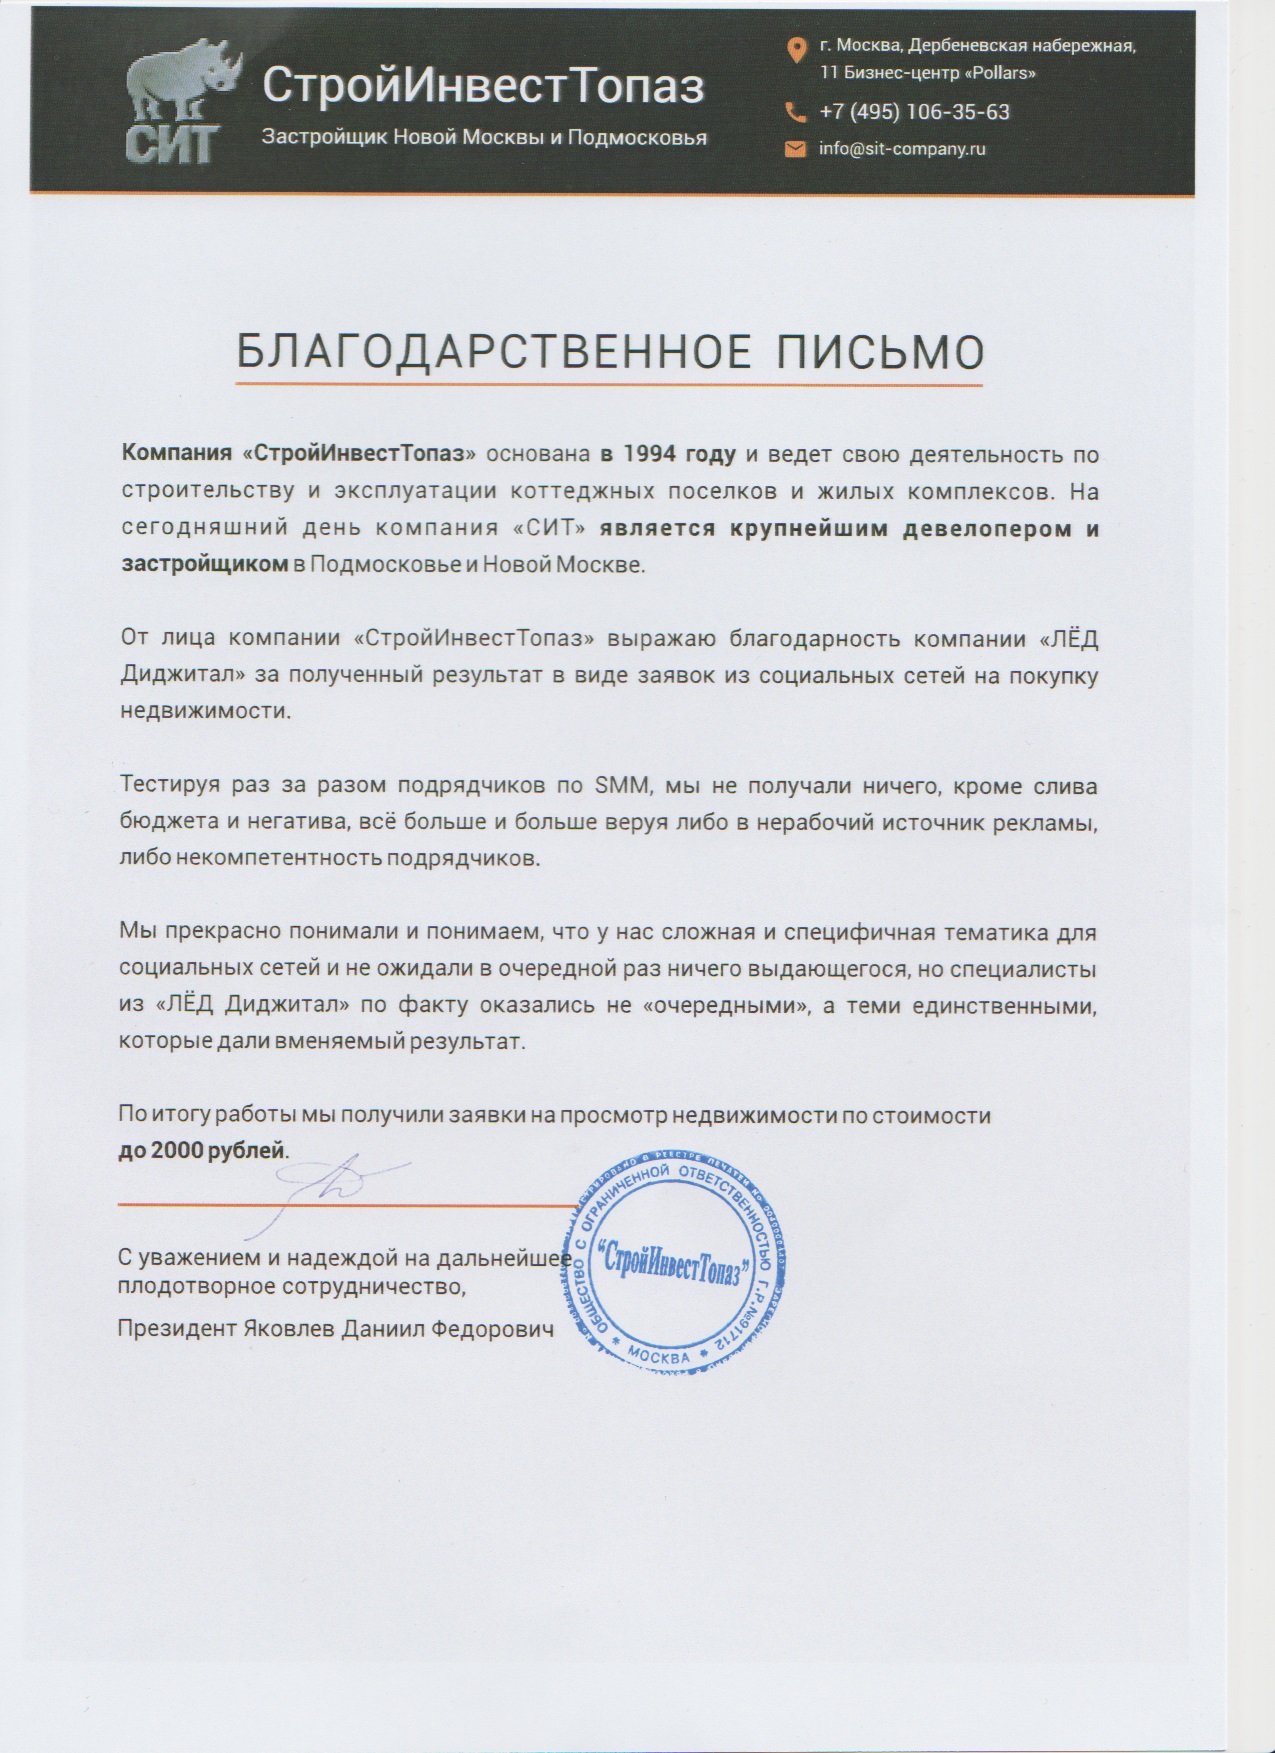 СИТ
СтройИнвестТопаз
Застройщик Новой Москвы и Подмосковья
г. Москва, Дербеневская набережная,
11 Бизнес-центр «Pollars»
+7 (495) 106-35-63
info@sit-company.ru
БЛАГОДАРСТВЕННОЕ ПИСЬМО
Компания «СтройИнвестТопаз» основана в 1994 году и ведет свою деятельность по
строительству и эксплуатации коттеджных поселков и жилых комплексов. На
сегодняшний день компания «СИТ» является крупнейшим девелопером и
застройщиком в Подмосковье и Новой Москве.
От лица компании «СтройИнвестТопаз» выражаю благодарность компании «ЛЁД
Диджитал» за полученный результат в виде заявок из социальных сетей на покупку
недвижимости.
Тестируя раз за разом подрядчиков по SMM, мы не получали ничего, кроме слива
бюджета и негатива, всё больше и больше веруя либо в нерабочий источник рекламы,
либо некомпетентность подрядчиков.
Мы прекрасно понимали и понимаем, что у нас сложная и специфичная тематика для
социальных сетей и не ожидали в очередной раз ничего выдающегося, но специалисты
из «ЛЁД Диджитал» по факту оказались не «очередными», а теми единственными,
которые дали вменяемый результат.
По итогу работы мы получили заявки на просмотр недвижимости по стоимости
до 2000 рублей.
С уважением и надеждой на дальнейшее
плодотворное сотрудничество,
Президент Яковлев Даниил Федорович
ОБЩЕСТВО С ОГРАНИЧЕННОЙ ОТВЕТСТВЕННОСТЬЮ Г.Р.№91712
"СтройИнвестТопаз"
* МОСКВА *